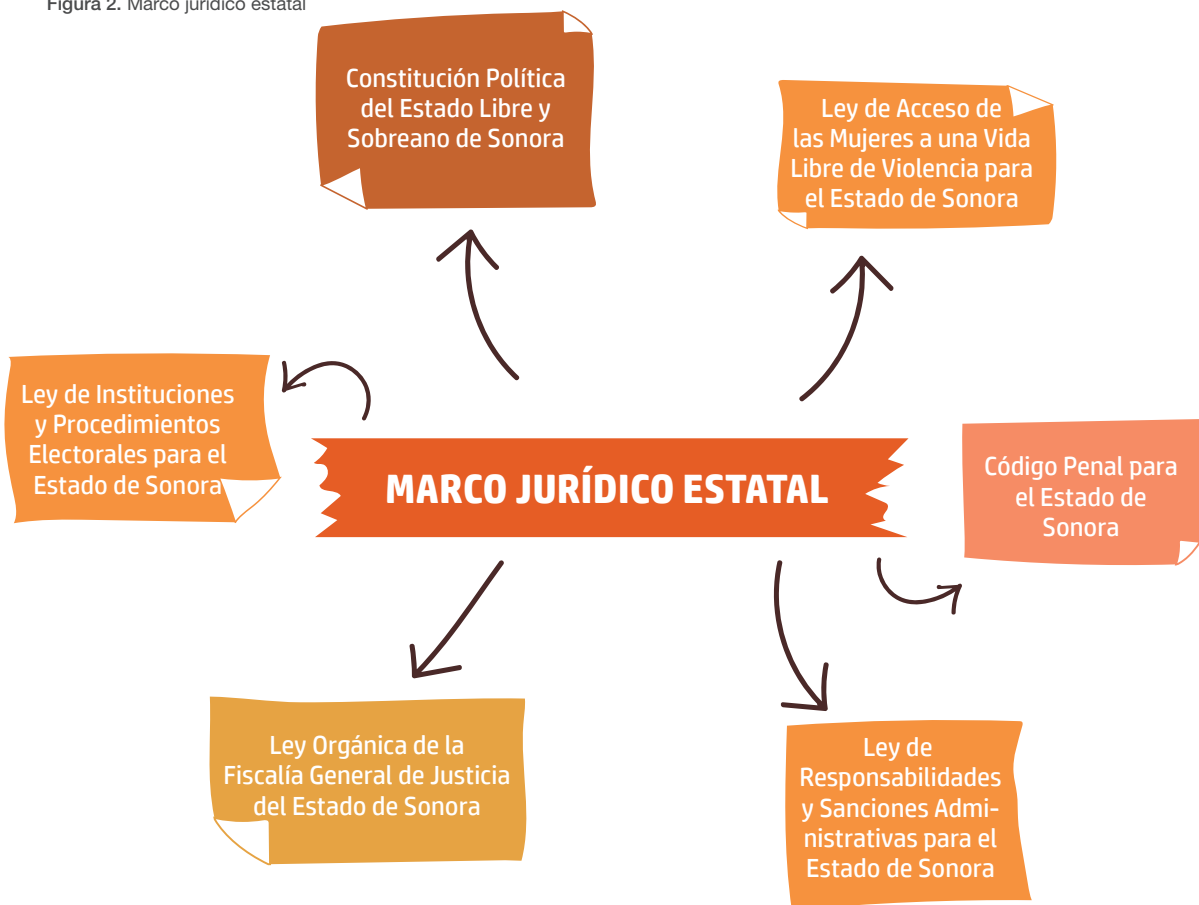 Figura 2. Marco jurídico estatal
Constitución Política
del Estado Libre y
Sobreano de Sonora
Ley de Acceso de
las Mujeres a una Vida
Libre de Violencia para
el Estado de Sonora
Ley de Instituciones
y Procedimientos
Electorales para el
Estado de Sonora
MARCO JURÍDICO ESTATAL
Código Penal para
el Estado de
Sonora
Ley Orgánica de la
Fiscalía General de Justicia
del Estado de Sonora
Ley de
Responsabilidades
y Sanciones Admi-
nistrativas para el
Estado de Sonora